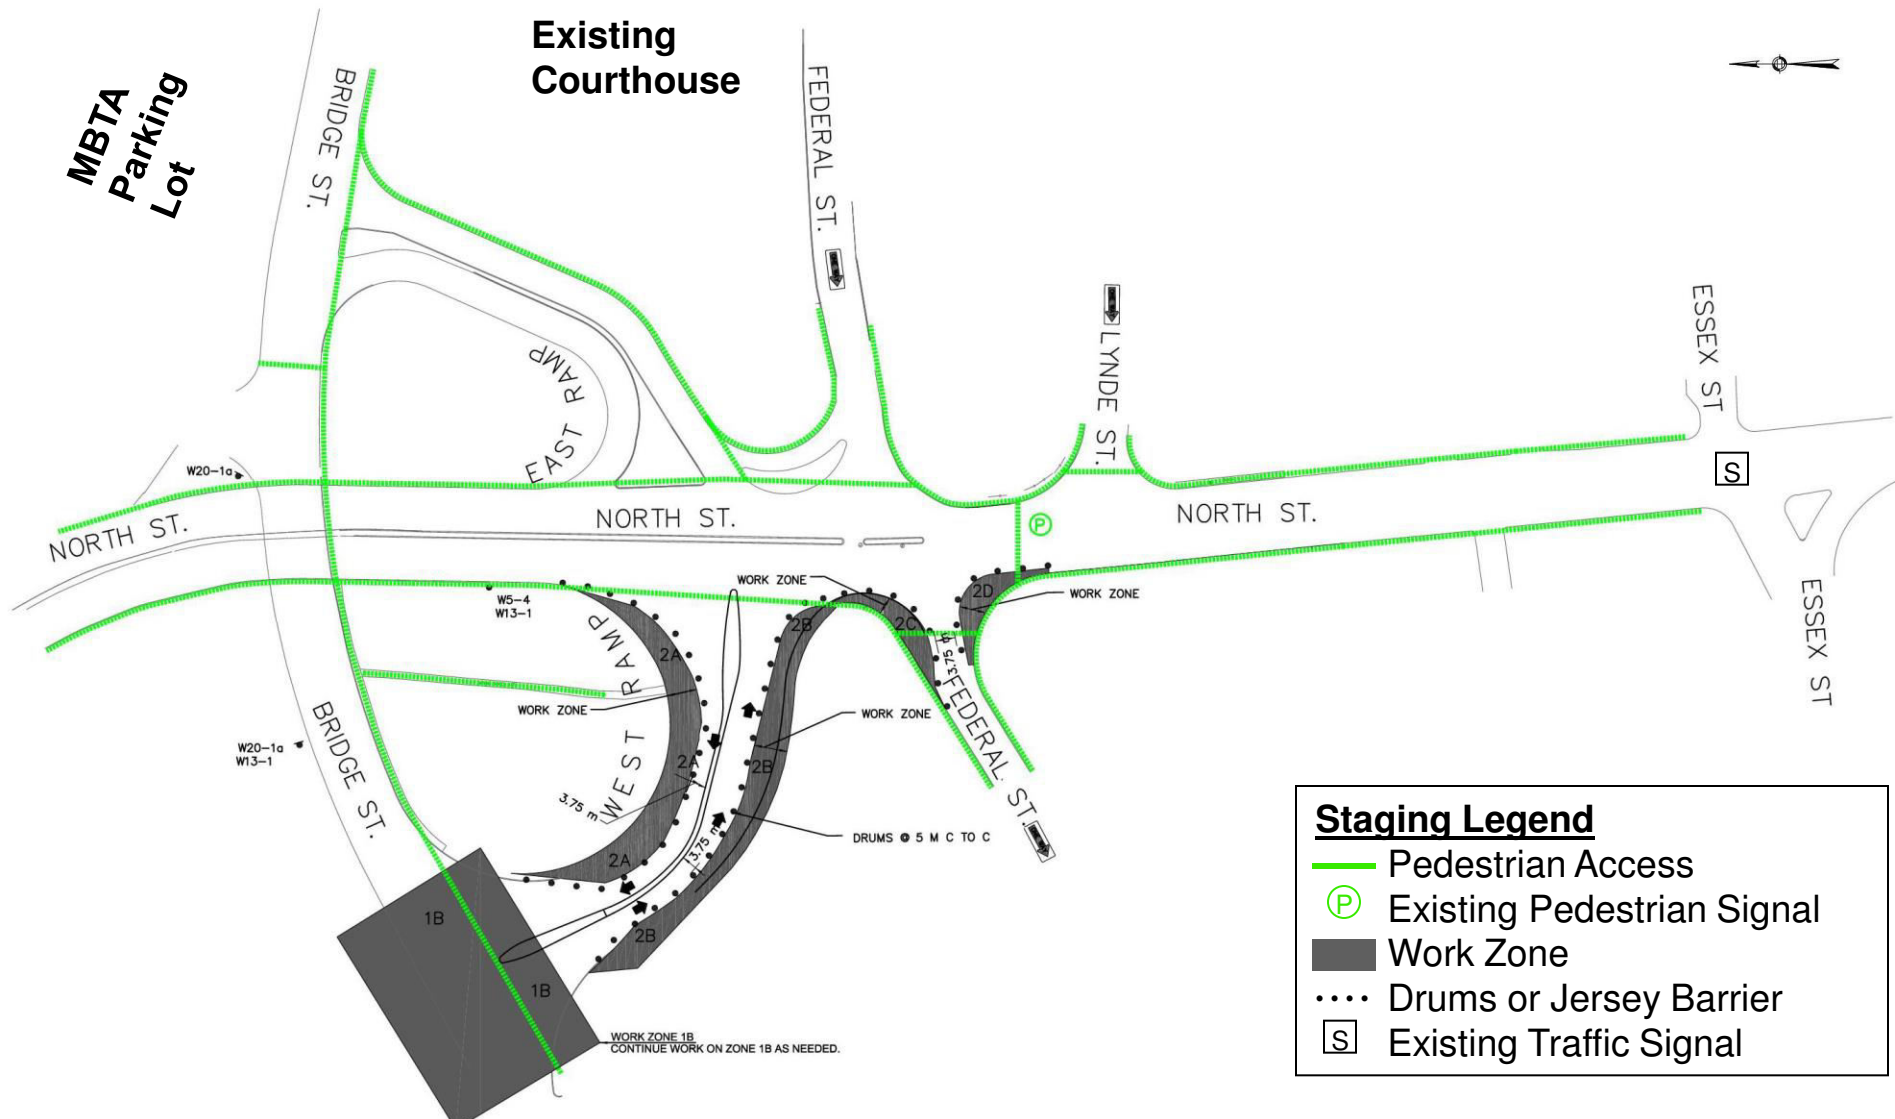 Existing
Courthouse
MBTA
Parking
Lot
BRIDGE ST.
FEDERAL ST.
LYNDE ST.
ESSEX ST
EAST RAMP
W20-1a
NORTH ST.
NORTH ST.
NORTH ST.
P
S
WORK ZONE
2D
WORK ZONE
W5-4
W13-1
2B
2C
3.75 m
WEST RAMP
2A
WORK ZONE
WORK ZONE
FEDERAL ST.
ESSEX ST
BRIDGE ST.
W20-1a
W13-1
2A
2B
3.75 m
DRUMS @ 5 M C TO C
3.75 m
2A
1B
2B
1B
WORK ZONE 1B
CONTINUE WORK ON ZONE 1B AS NEEDED.
Staging Legend
Pedestrian Access
P Existing Pedestrian Signal
Work Zone
Drums or Jersey Barrier
S Existing Traffic Signal